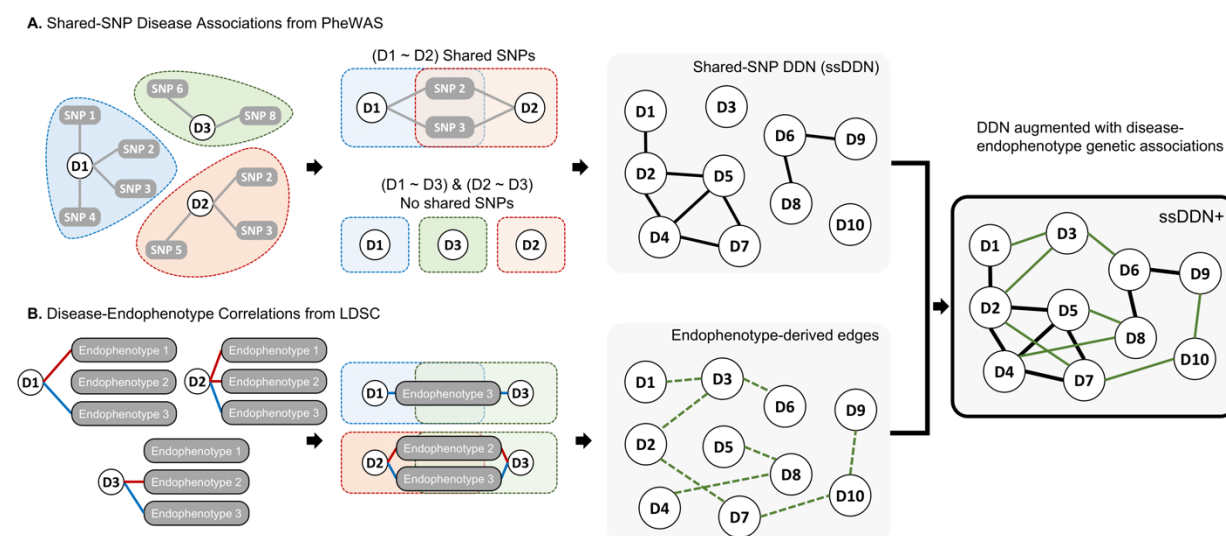 A. Shared-SNP Disease Associations from PheWAS
SNP 6
SNP 8
D3
SNP 1
D1
SNP 2
SNP 3
SNP 4
SNP 2
D2
SNP 3
SNP 5
(D1 ~ D2) Shared SNPs
D1
SNP 2
SNP 3
D2
(D1 ~ D3) & (D2 ~ D3)
No shared SNPs
D1
D3
D2
Shared-SNP DDN (ssDDN)
D1
D3
D6
D9
D2
D5
D8
D10
D4
D7
DDN augmented with disease-
endophenotype genetic associations
ssDDN+
D1
D3
D6
D9
D2
D5
D8
D10
D4
D7
B. Disease-Endophenotype Correlations from LDSC
D1
Endophenotype 1
Endophenotype 2
Endophenotype 3
D2
Endophenotype 1
Endophenotype 2
Endophenotype 3
D3
Endophenotype 1
Endophenotype 2
Endophenotype 3
D1
Endophenotype 3
D3
D2
Endophenotype 2
Endophenotype 3
D3
Endophenotype-derived edges
D1
D3
D6
D9
D2
D5
D8
D10
D4
D7